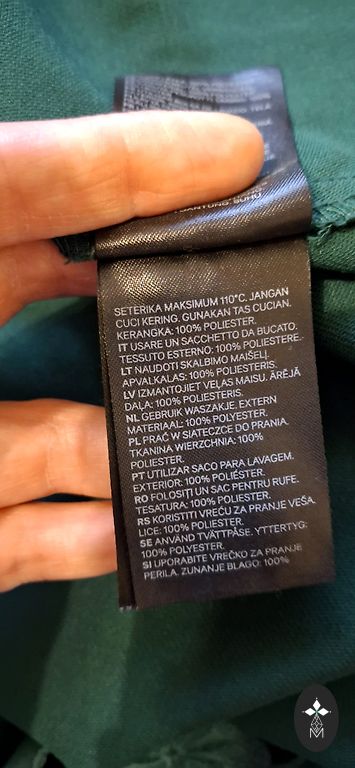 SETERIKA MAKSIMUM 110°C. JANGAN
CUCI KERING. GUNAKAN TAS CUCIAN.
KERANGKA: 100% POLIESTER.
IT USARE UN SACCHETTO DA BUCATO.
TESSUTO ESTERNO: 100% POLIESTERE.
LT NAUDOTI SKALBIMO MAIŠELĮ.
APVALKALAS: 100% POLIESTERIS.
LV IZMANTOJIET VEĻAS MAISU. ĀRĒJĀ
DAĻA: 100% POLIESTERIS.
NL GEBRUIK WASZAKJE. EXTERN
MATERIAAL: 100% POLYESTER.
PL PRAĆ W SIATECZCE DO PRANIA.
TKANINA WIERZCHNIA: 100%
POLIESTER.
PT UTILIZAR SACO PARA LAVAGEM.
EXTERIOR: 100% POLIÉSTER.
RO FOLOSIȚI UN SAC PENTRU RUFE.
TESATURA: 100% POLIESTER.
RS KORISTITI VREĆU ZA PRANJE VEŠA.
LICE: 100% POLIESTER.
SE ANVÄND TVÄTTPÅSE. YTTERTYG:
100% POLYESTER.
SI UPORABITE VREČKO ZA PRANJE
PERILA. ZUNANJE BLAGO: 100%
M